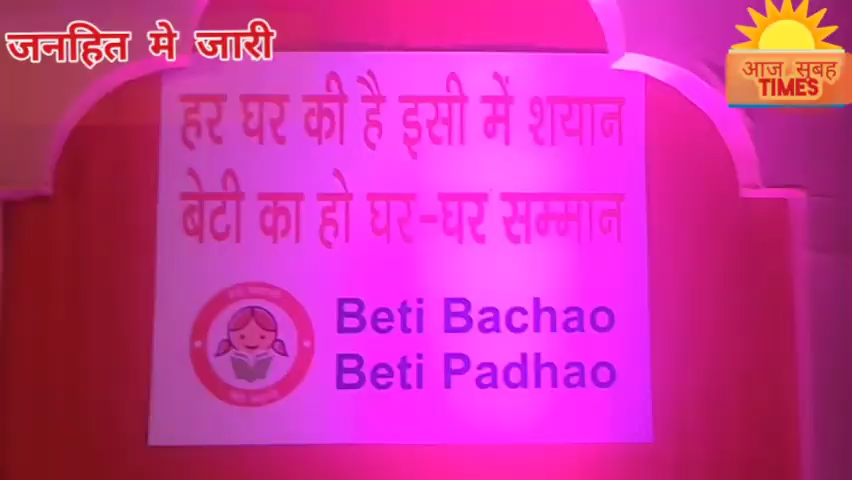 जनहित मे जारी
आज सुबह
TIMES
हर घर की है इसी में शयान
बेटी का हो घर-घर सम्मान
Beti Bachao
Beti Padhao